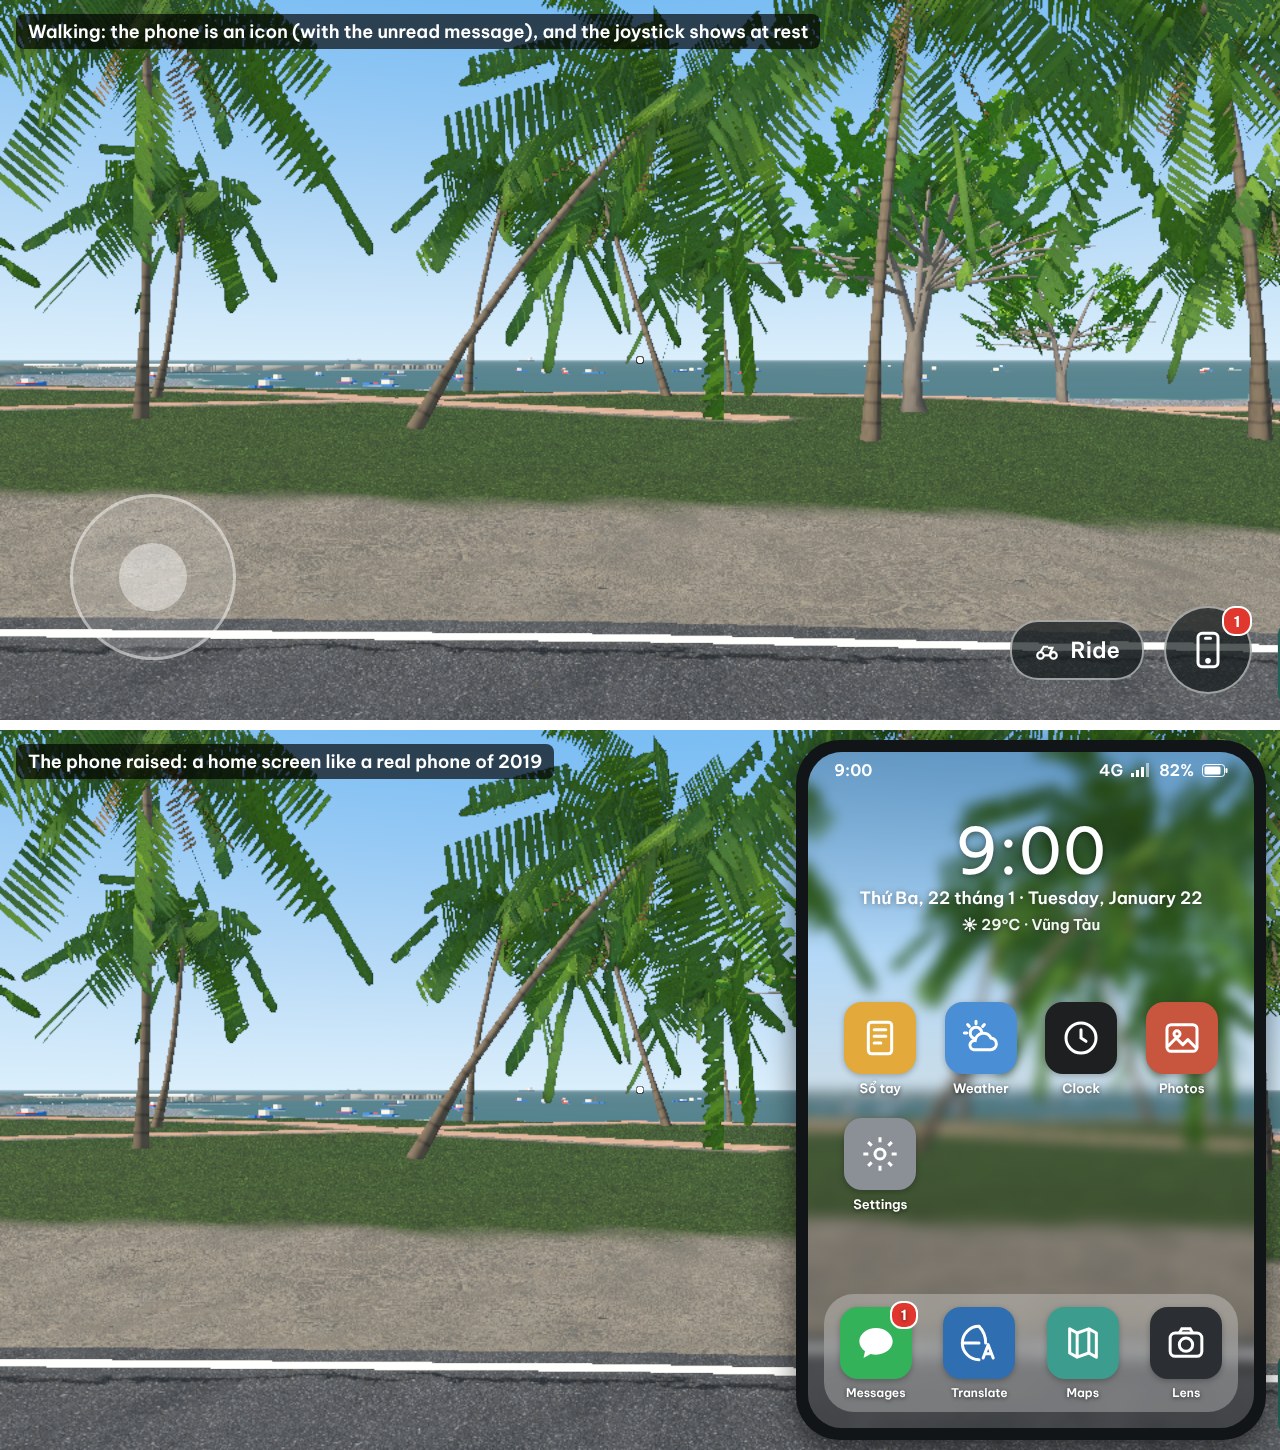 Walking: the phone is an icon (with the unread message), and the joystick shows at rest
Ride
1
The phone raised: a home screen like a real phone of 2019
9:00
4G
82%
9:00
Thứ Ba, 22 tháng 1 · Tuesday, January 22
29°C · Vũng Tàu
Sổ tay
Weather
Clock
Photos
Settings
1
A
Messages
Translate
Maps
Lens